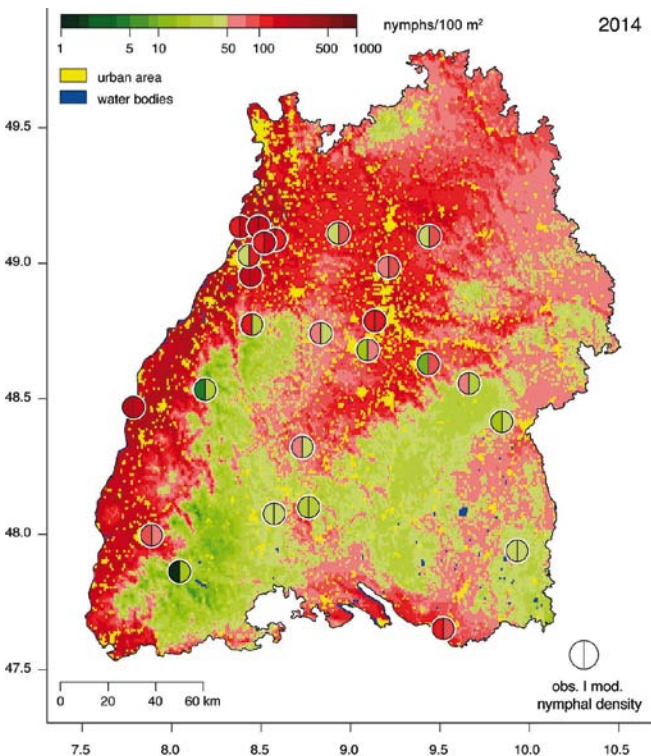 nymphs/100 m²
2014
1 5 10 50 100 500 1000
urban area
water bodies
49.5
49.0
48.5
48.0
47.5
obs. I mod.
nymphal density
0 20 40 60 km
7.5 8.0 8.5 9.0 9.5 10.0 10.5